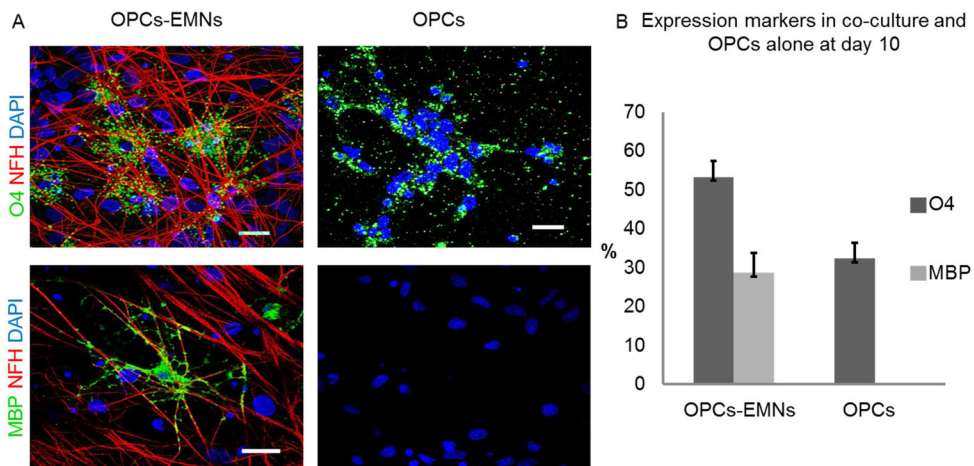 A
OPCs-EMNs
OPCs
O4 NFH DAPI
MBP NFH DAPI
B
Expression markers in co-culture and
OPCs alone at day 10
70
60
50
40
30
20
10
0
%
O4
MBP
OPCs-EMNs
OPCs